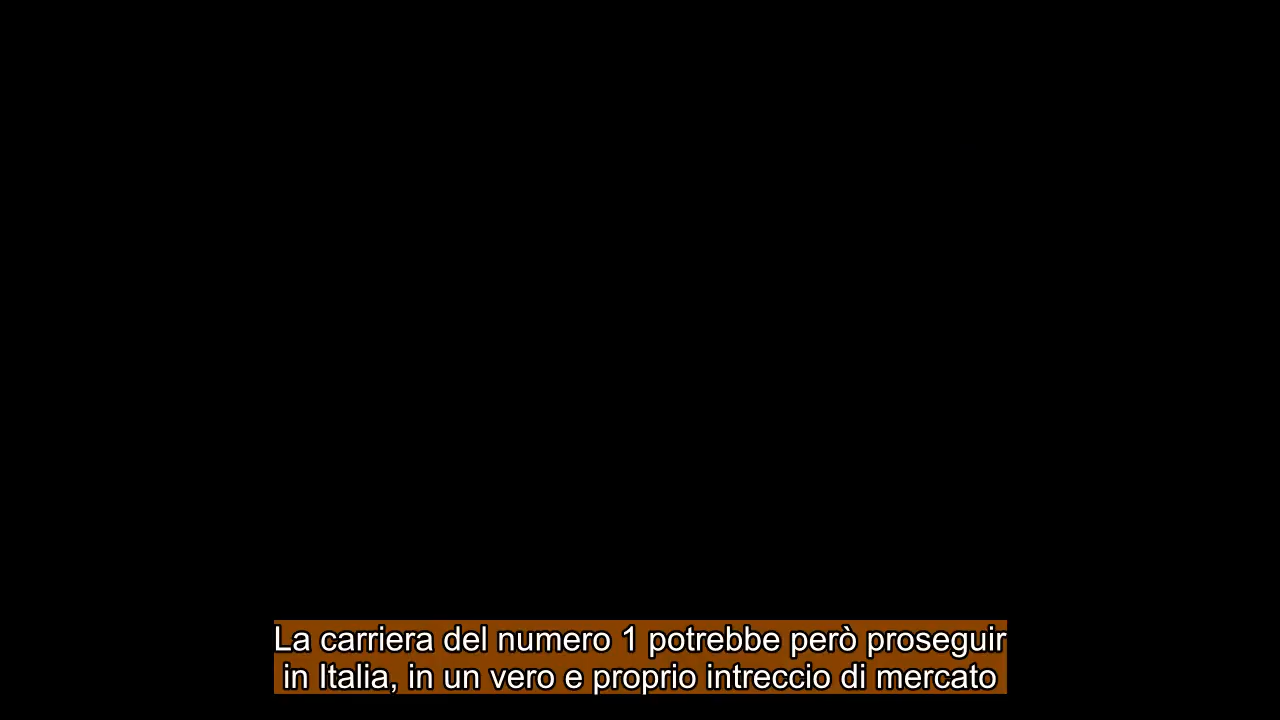 La carriera del numero 1 potrebbe però proseguir
in Italia, in un vero e proprio intreccio di mercato